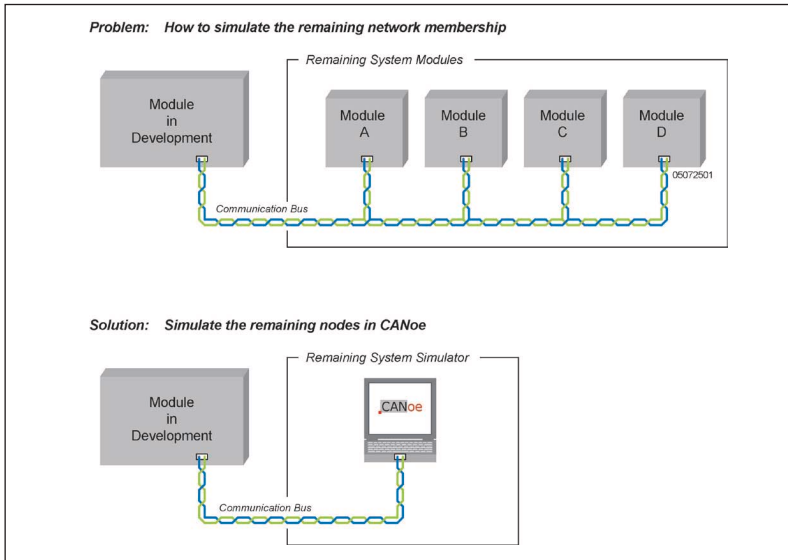 Problem: How to simulate the remaining network membership
Remaining System Modules
Module
in
Development
Module
A
Module
B
Module
C
Module
D
05072501
Communication Bus
Solution: Simulate the remaining nodes in CANoe
Remaining System Simulator
Module
in
Development
CANoe
Communication Bus